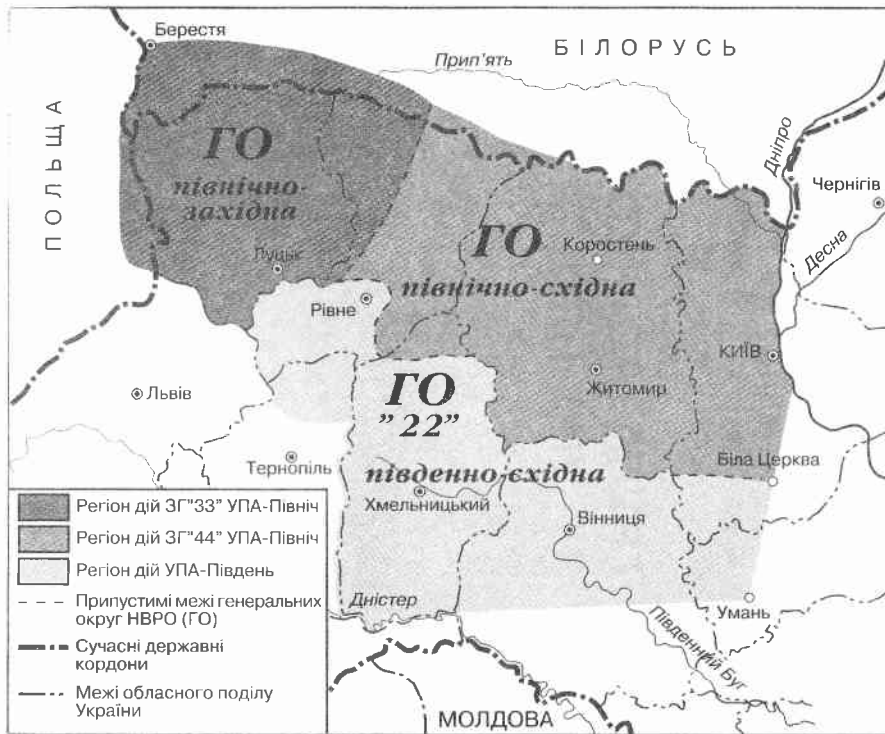 Берестя
БІЛОРУСЬ
Прип'ять
ПОЛЬЩА
Дніпро
ГО
північно-
західна
Чернігів
Десна
ГО
Коростень
Луцьк
північно-східна
Рівне
КИЇВ
Львів
ГО
"22"
Житомир
Тернопіль
південно-східна
Біла Церква
Хмельницький
Вінниця
Дністер
Умань
Південний Буг
МОЛДОВА
Регіон дій ЗГ"33" УПА-Північ
Регіон дій ЗГ"44" УПА-Північ
Регіон дій УПА-Південь
Припустимі межі генеральних
округ НВРО (ГО)
Сучасні державні
кордони
Межі обласного поділу
України